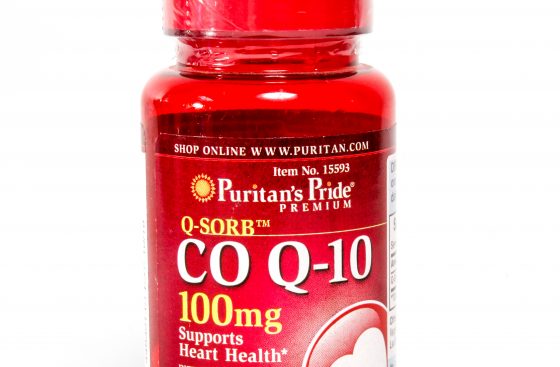 SHOP ONLINE WWW.PURITAN.COM
Item No. 15593
Puritan's Pride®
PREMIUM
Q-SORB™
CO Q-10
100mg
Supports
Heart Health*